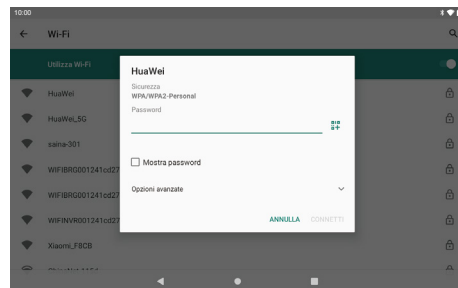 10:00
Wi-Fi
Utilizza Wi-Fi
HuaWei
HuaWei_5G
saina-301
WIFIBRG001241cd27
WIFIBRG001241cd27
WIFINVR001241cd27
Xiaomi_F8CB
HuaWei
Sicurezza
WPA/WPA2-Personal
Password
Mostra password
Opzioni avanzate
ANNULLA CONNETTI